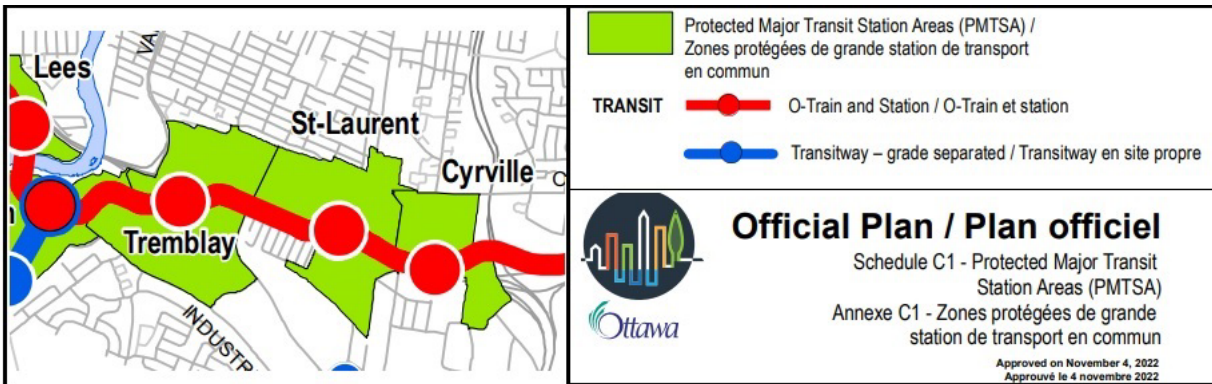 Lees
VA
St-Laurent
Cyrville
C
n
Tremblay
INDUSTR
Protected Major Transit Station Areas (PMTSA) /
Zones protégées de grande station de transport
en commun
TRANSIT
O-Train and Station / O-Train et station
Transitway – grade separated / Transitway en site propre
Official Plan / Plan officiel
Schedule C1 - Protected Major Transit
Station Areas (PMTSA)
Annexe C1 - Zones protégées de grande
station de transport en commun
Ottawa
Approved on November 4, 2022
Approuvé le 4 novembre 2022